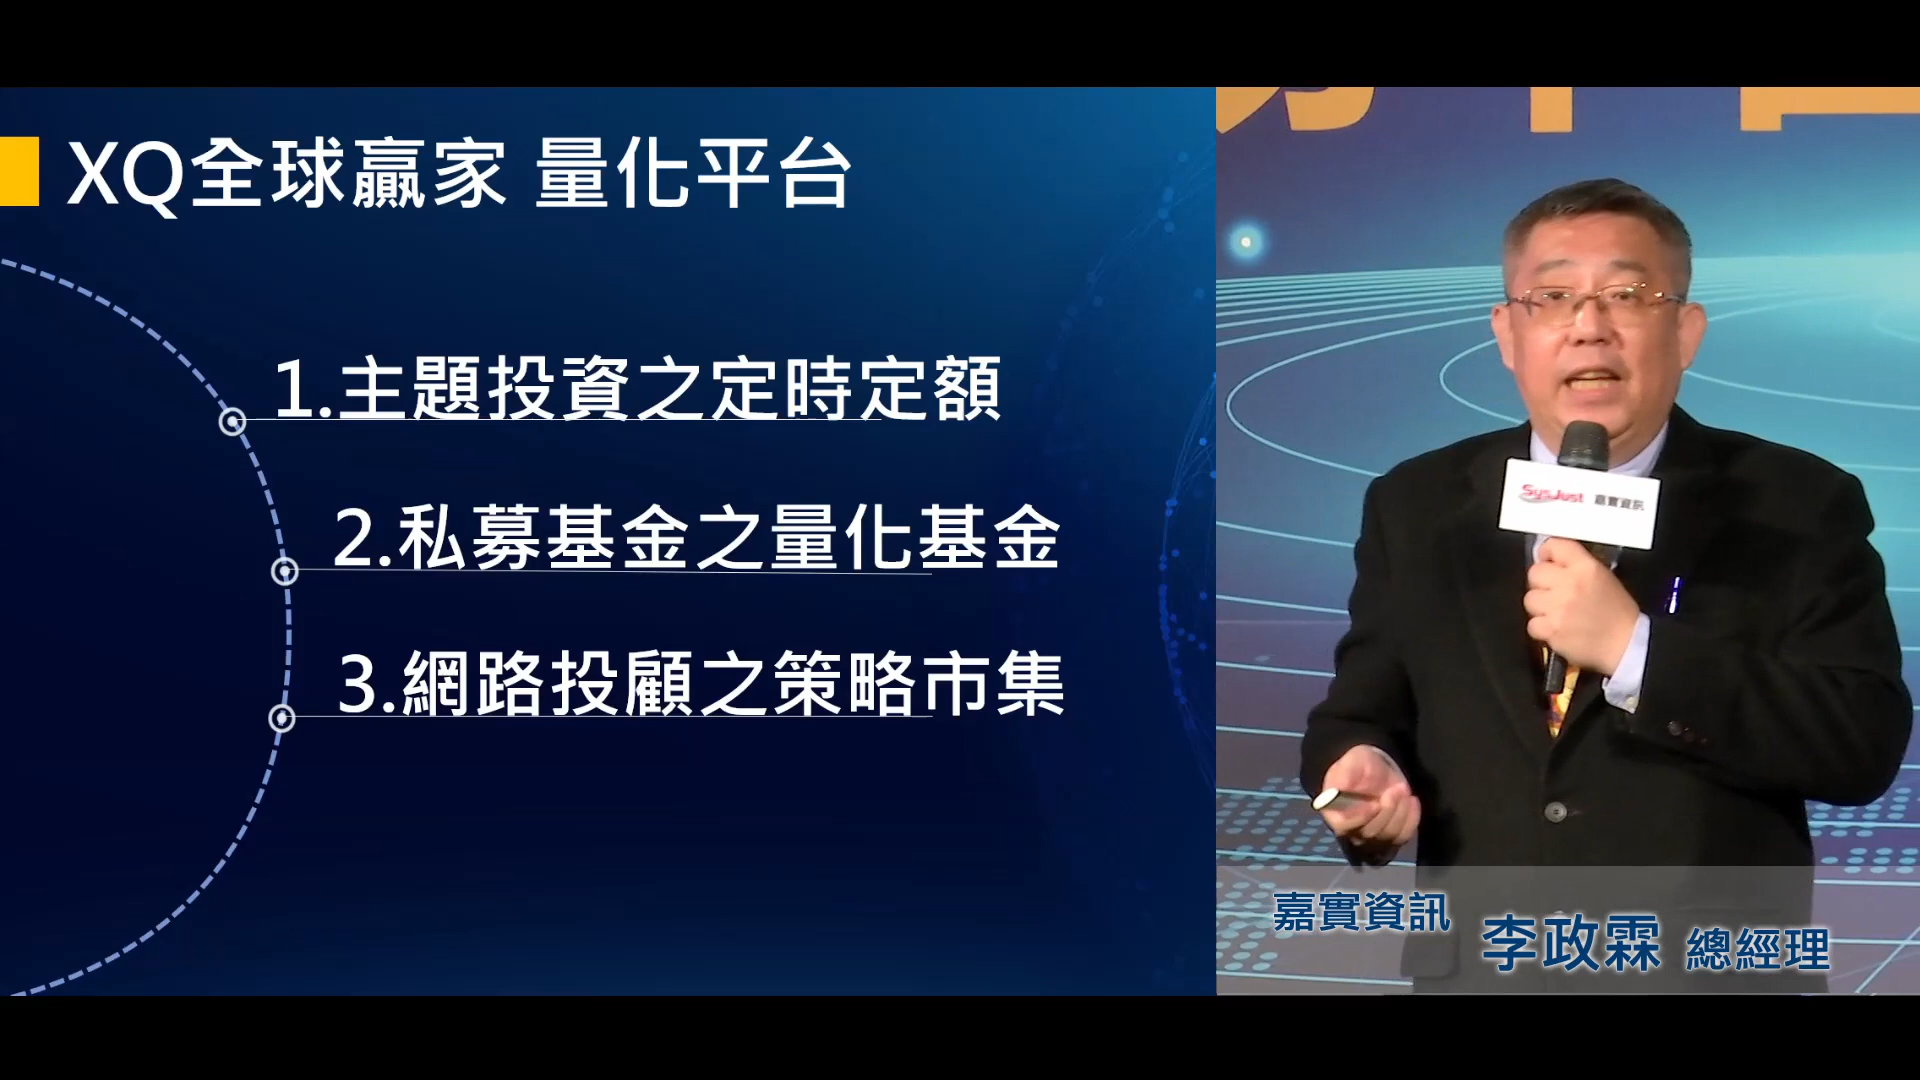 XQ全球贏家 量化平台
1.主題投資之定時定額
2.私募基金之量化基金
3.網路投顧之策略市集
SysJust 嘉實資訊
嘉實資訊 李政霖 總經理